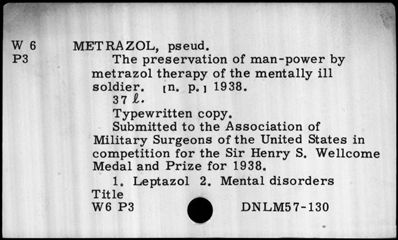 W 6 METRAZOL, pseud.
P3 The preservation of man-power by
metrazol therapy of the mentally ill
soldier. [n. p.] 1938.
37 ℓ.
Typewritten copy.
Submitted to the Association of
Military Surgeons of the United States in
competition for the Sir Henry S. Wellcome
Medal and Prize for 1938.
1. Leptazol 2. Mental disorders
Title
W6 P3 DNLM57-130